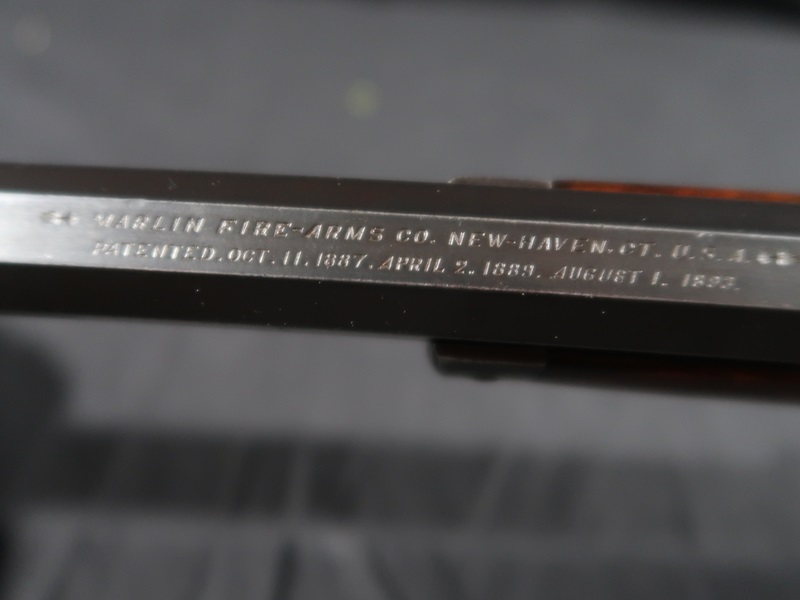 MARLIN FIRE-ARMS CO. NEW-HAVEN. CT. U.S.A.
PATENTED. OCT. 11. 1887. APRIL 2. 1889. AUGUST 1. 1893.